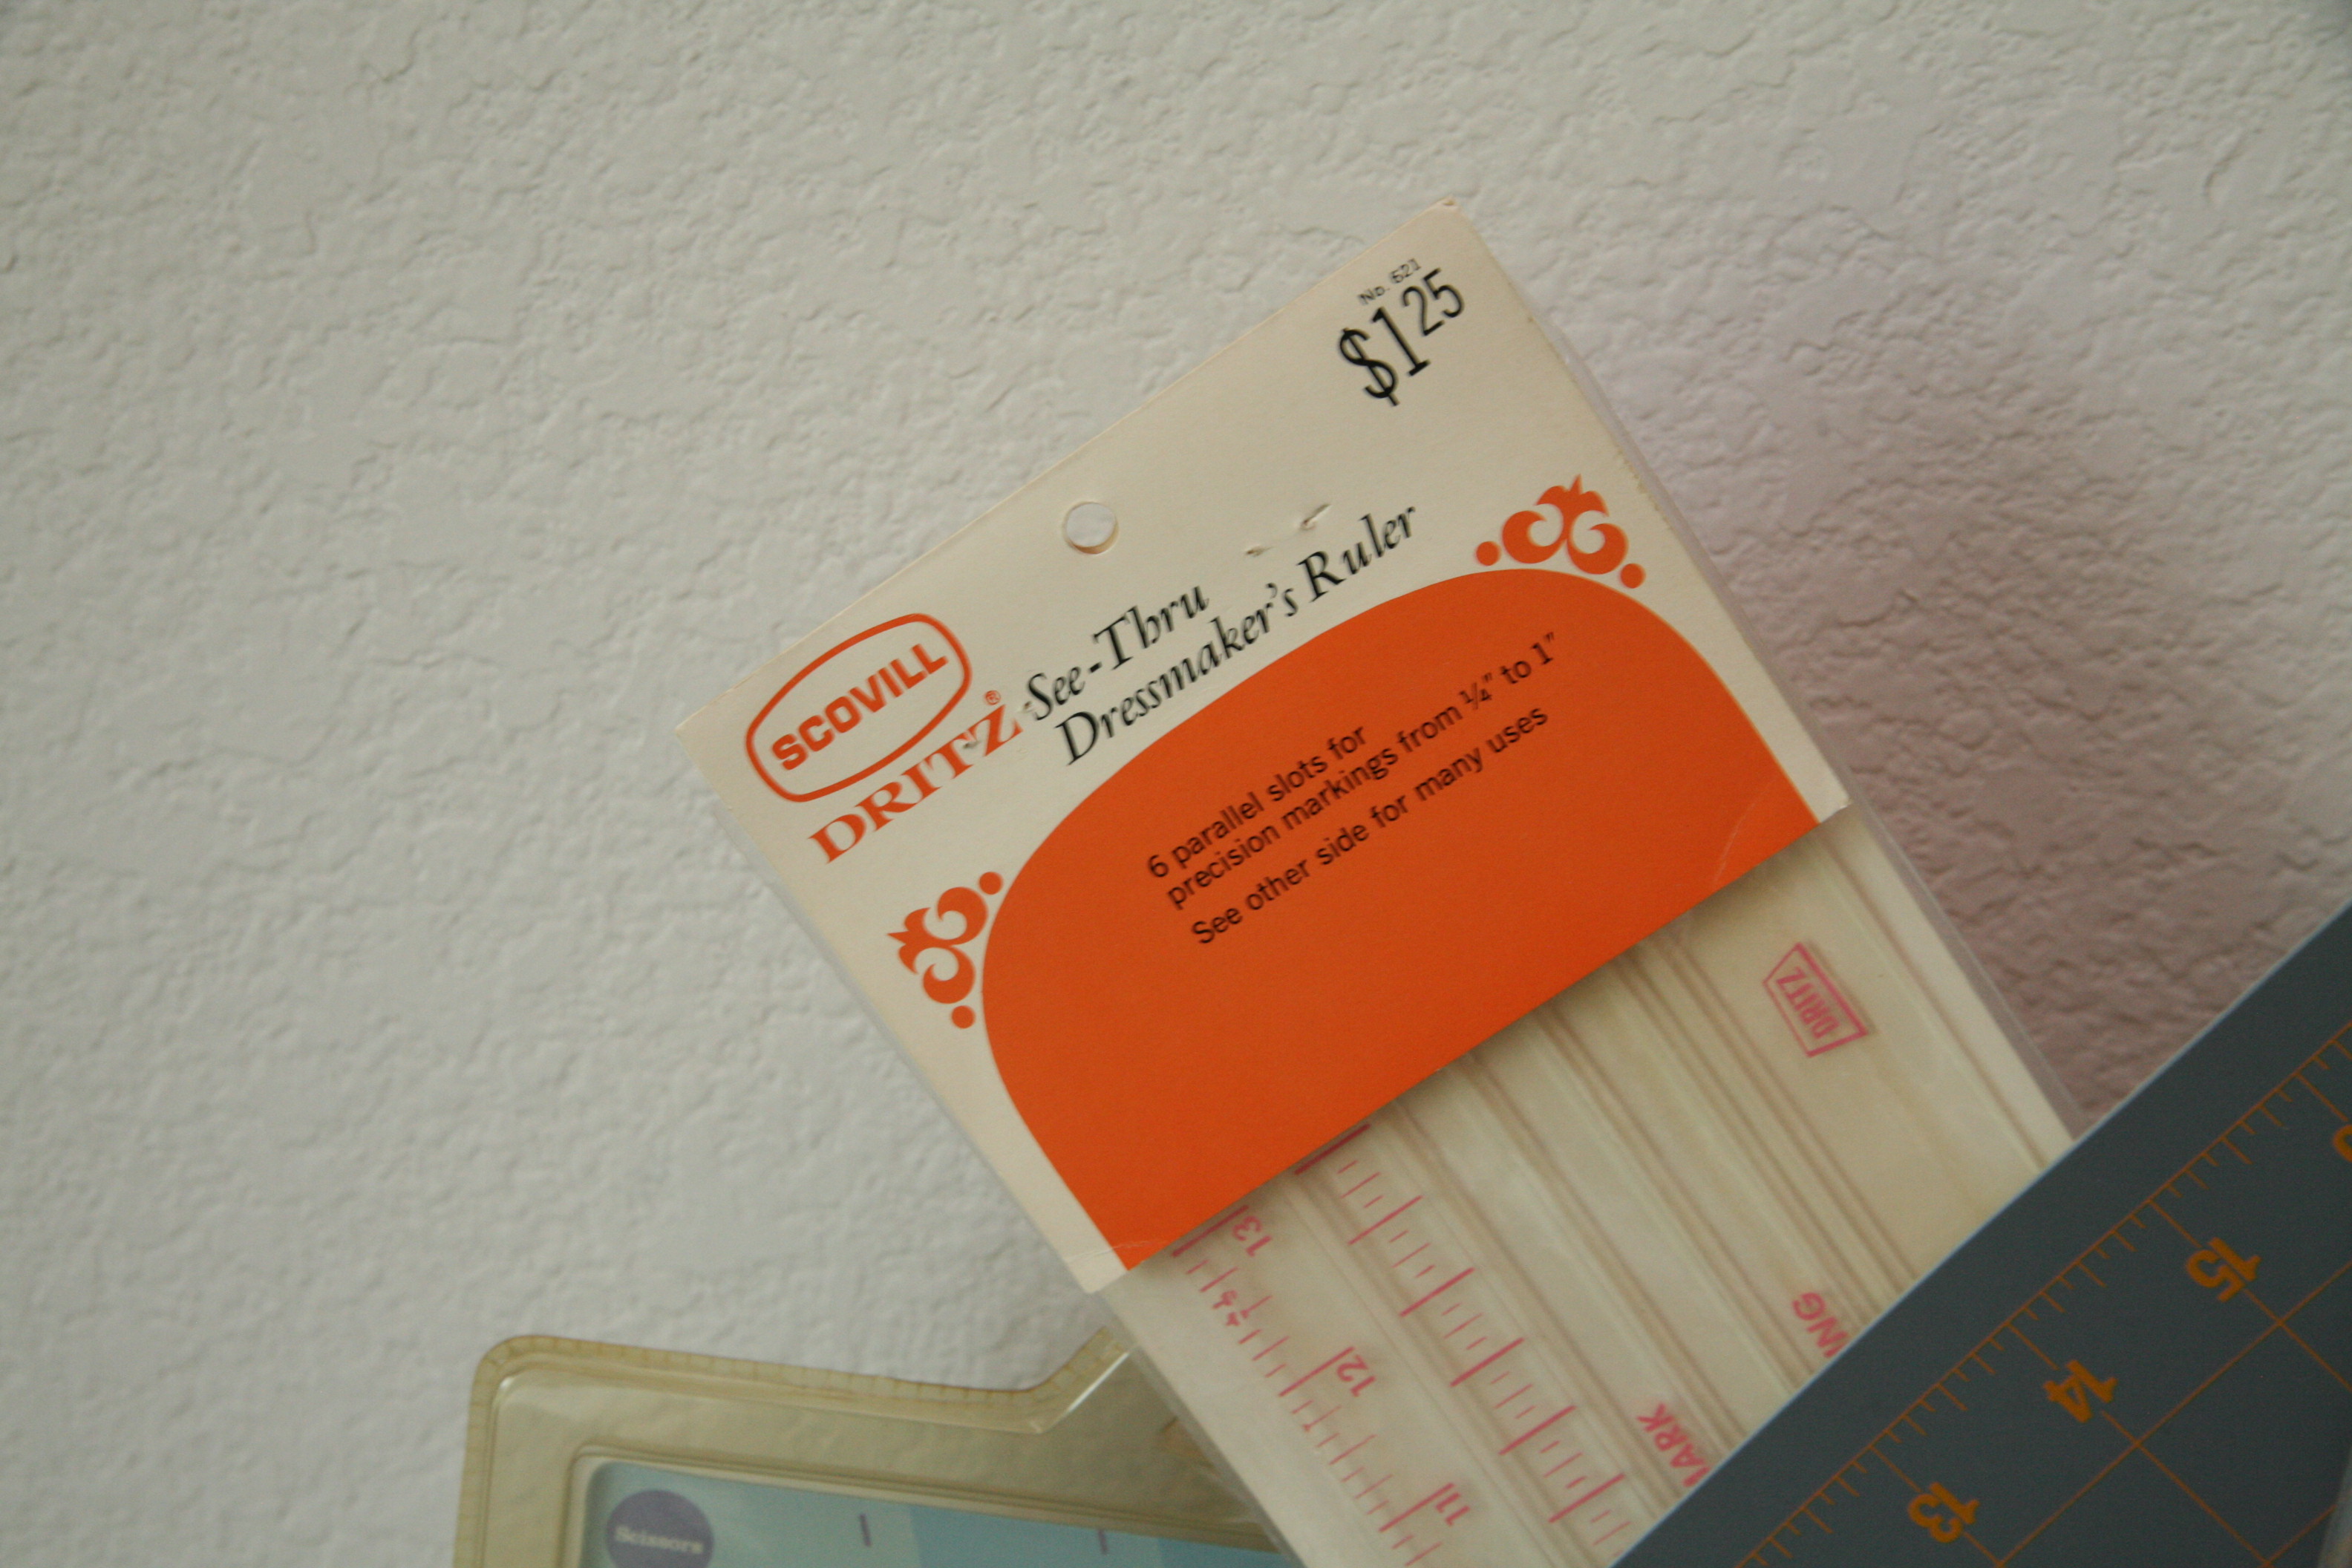 No. 621
$1 25
SCOVILL
DRITZ®
See-Thru
Dressmaker's Ruler
6 parallel slots for
precision markings from ¼" to 1"
See other side for many uses
DRITZ
13
12
11
ING
MARK
15
14
13
Scissors